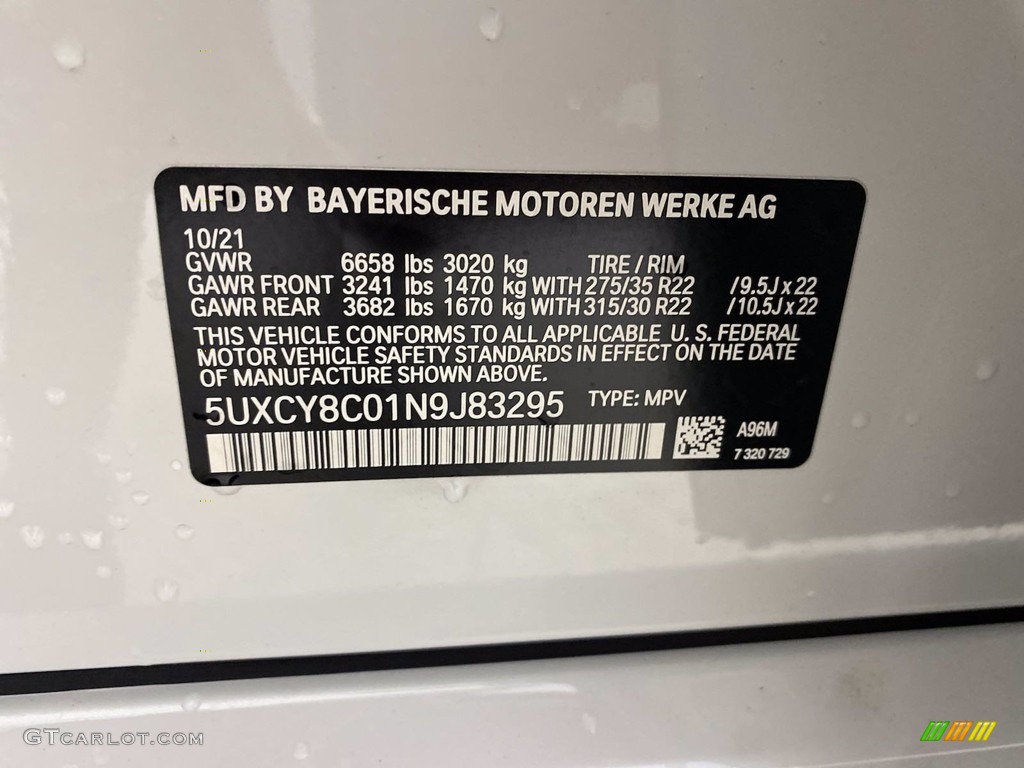 MFD BY BAYERISCHE MOTOREN WERKE AG
10/21
GVWR 6658 lbs 3020 kg TIRE / RIM
GAWR FRONT 3241 lbs 1470 kg WITH 275/35 R22 /9.5J x 22
GAWR REAR 3682 lbs 1670 kg WITH 315/30 R22 /10.5J x 22
THIS VEHICLE CONFORMS TO ALL APPLICABLE U. S. FEDERAL
MOTOR VEHICLE SAFETY STANDARDS IN EFFECT ON THE DATE
OF MANUFACTURE SHOWN ABOVE.
5UXCY8C01N9J83295 TYPE: MPV
A96M
7 320 729
GTCARLOT.COM